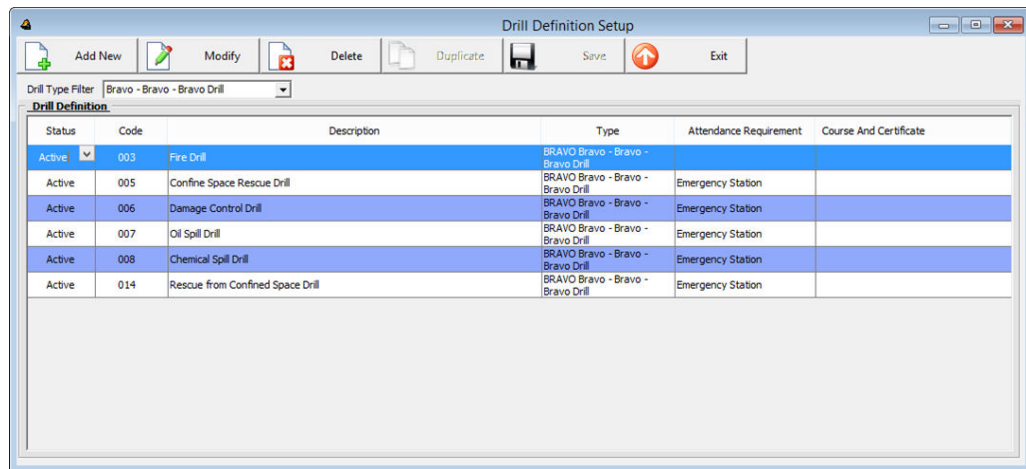 Drill Definition Setup
Add New Modify Delete Duplicate Save Exit
Drill Type Filter Bravo - Bravo - Bravo Drill
Drill Definition
Status Code Description Type Attendance Requirement Course And Certificate
Active 003 Fire Drill BRAVO Bravo - Bravo -
Bravo Drill
Active 005 Confine Space Rescue Drill BRAVO Bravo - Bravo -
Bravo Drill Emergency Station
Active 006 Damage Control Drill BRAVO Bravo - Bravo -
Bravo Drill Emergency Station
Active 007 Oil Spill Drill BRAVO Bravo - Bravo -
Bravo Drill Emergency Station
Active 008 Chemical Spill Drill BRAVO Bravo - Bravo -
Bravo Drill Emergency Station
Active 014 Rescue from Confined Space Drill BRAVO Bravo - Bravo -
Bravo Drill Emergency Station